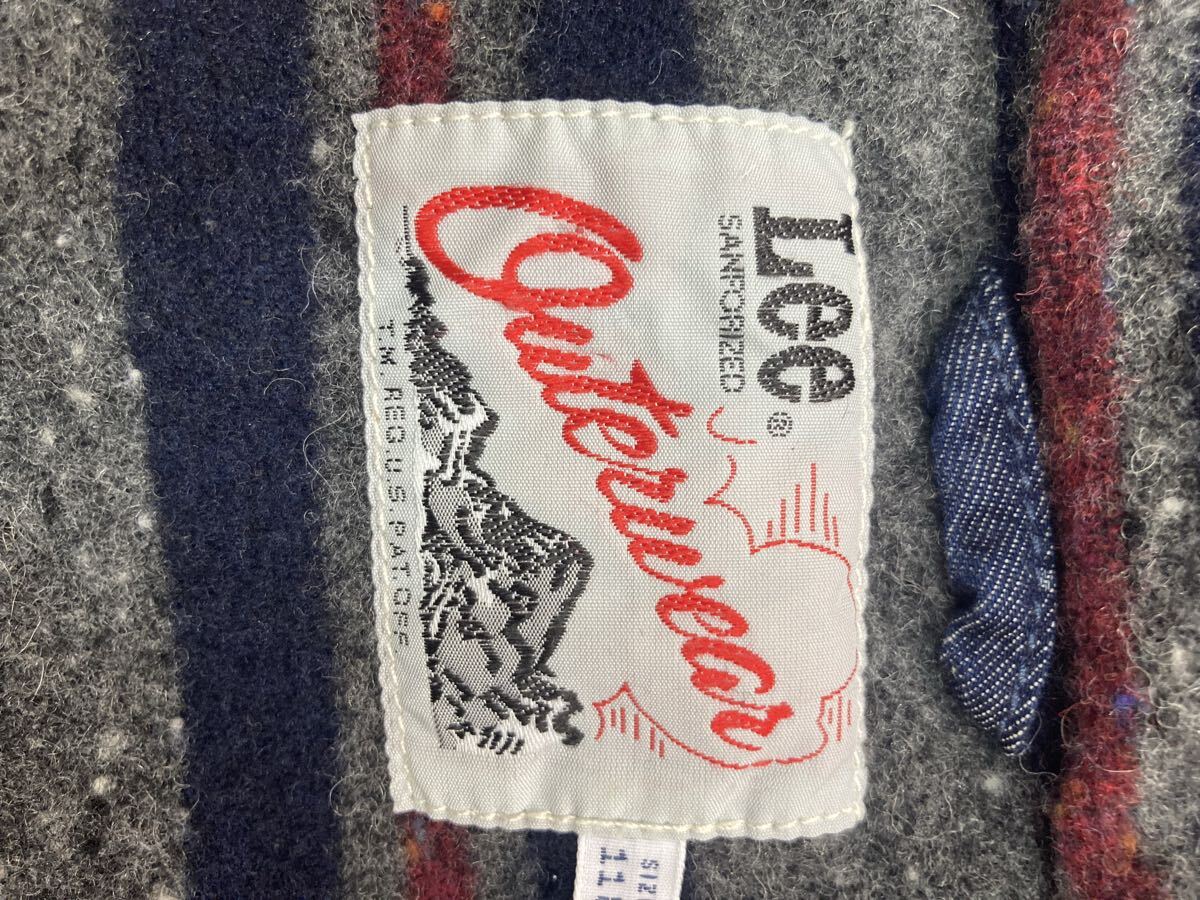 Lee ®
SANFORIZED
Outerwear
T.M. REG. U.S. PAT. OFF.